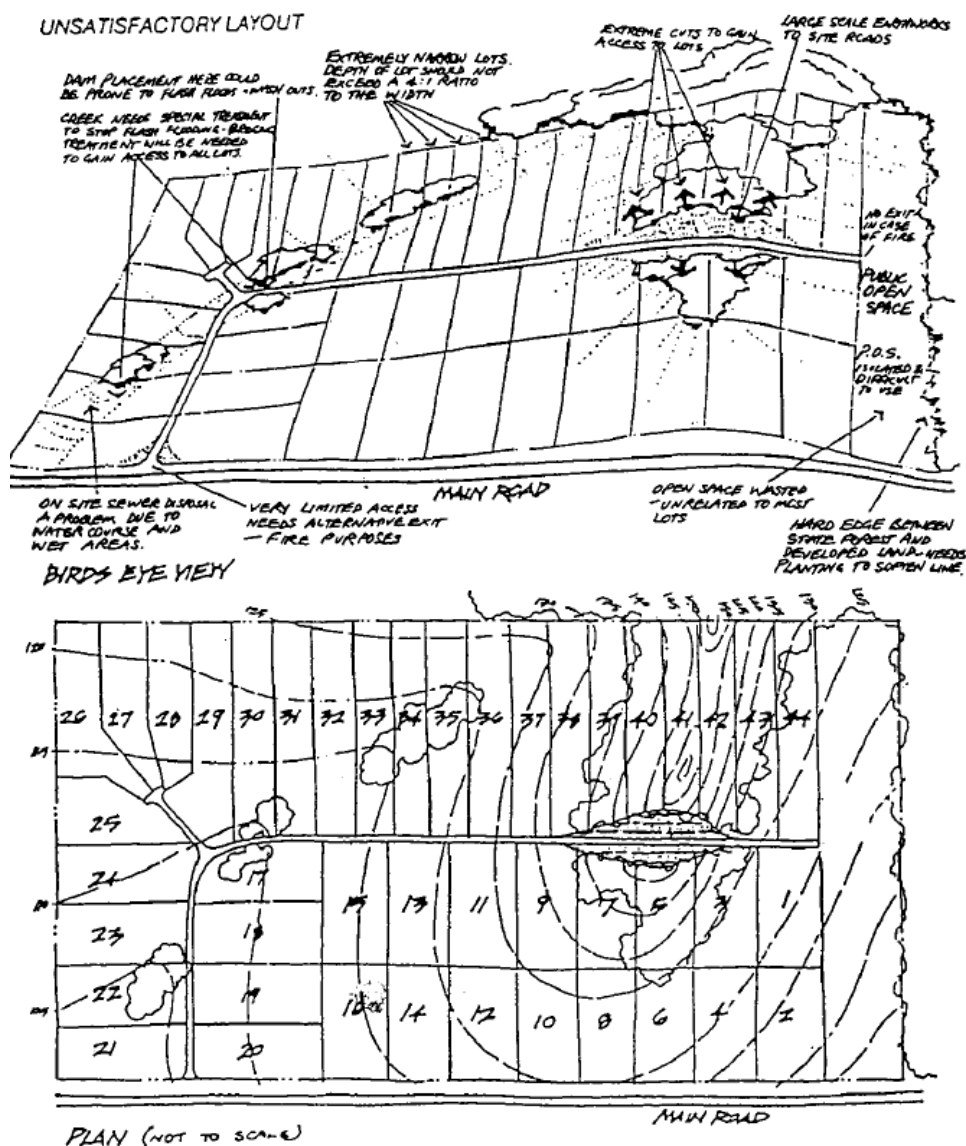 UNSATISFACTORY LAYOUT
DAM PLACEMENT HERE COULD
BE PRONE TO FLASH FLOODS + WASH OUTS.
CREEK NEEDS SPECIAL TREATMENT
TO STOP FLASH FLOODING - BRIDGING
TREATMENT WILL BE NEEDED
TO GAIN ACCESS TO ALL LOTS.
EXTREMELY NARROW LOTS.
DEPTH OF LOT SHOULD NOT
EXCEED A 4:1 RATIO
TO THE WIDTH
EXTREME CUTS TO GAIN
ACCESS TO LOTS
LARGE SCALE EARTHWORKS
TO SITE ROADS
NO EXIT
IN CASE
OF FIRE
PUBLIC
OPEN
SPACE
P.O.S.
ISOLATED &
DIFFICULT
TO USE
MAIN ROAD
ON SITE SEWER DISPOSAL
A PROBLEM DUE TO
WATER COURSE AND
WET AREAS.
VERY LIMITED ACCESS
NEEDS ALTERNATIVE EXIT
- FIRE PURPOSES
OPEN SPACE WASTED
- UNRELATED TO MOST
LOTS
HARD EDGE BETWEEN
STATE FOREST AND
DEVELOPED LAND - NEEDS
PLANTING TO SOFTEN LINE.
BIRDS EYE VIEW
125
26 27 28 29 30 31 32 33 34 35 36 37 38 39 40 41 42 43 44
25
24 17 15 13 11 9 7 5 3 1
23 18
22 19 16 14 12 10 8 6 4 2
21 20
MAIN ROAD
PLAN (NOT TO SCALE)